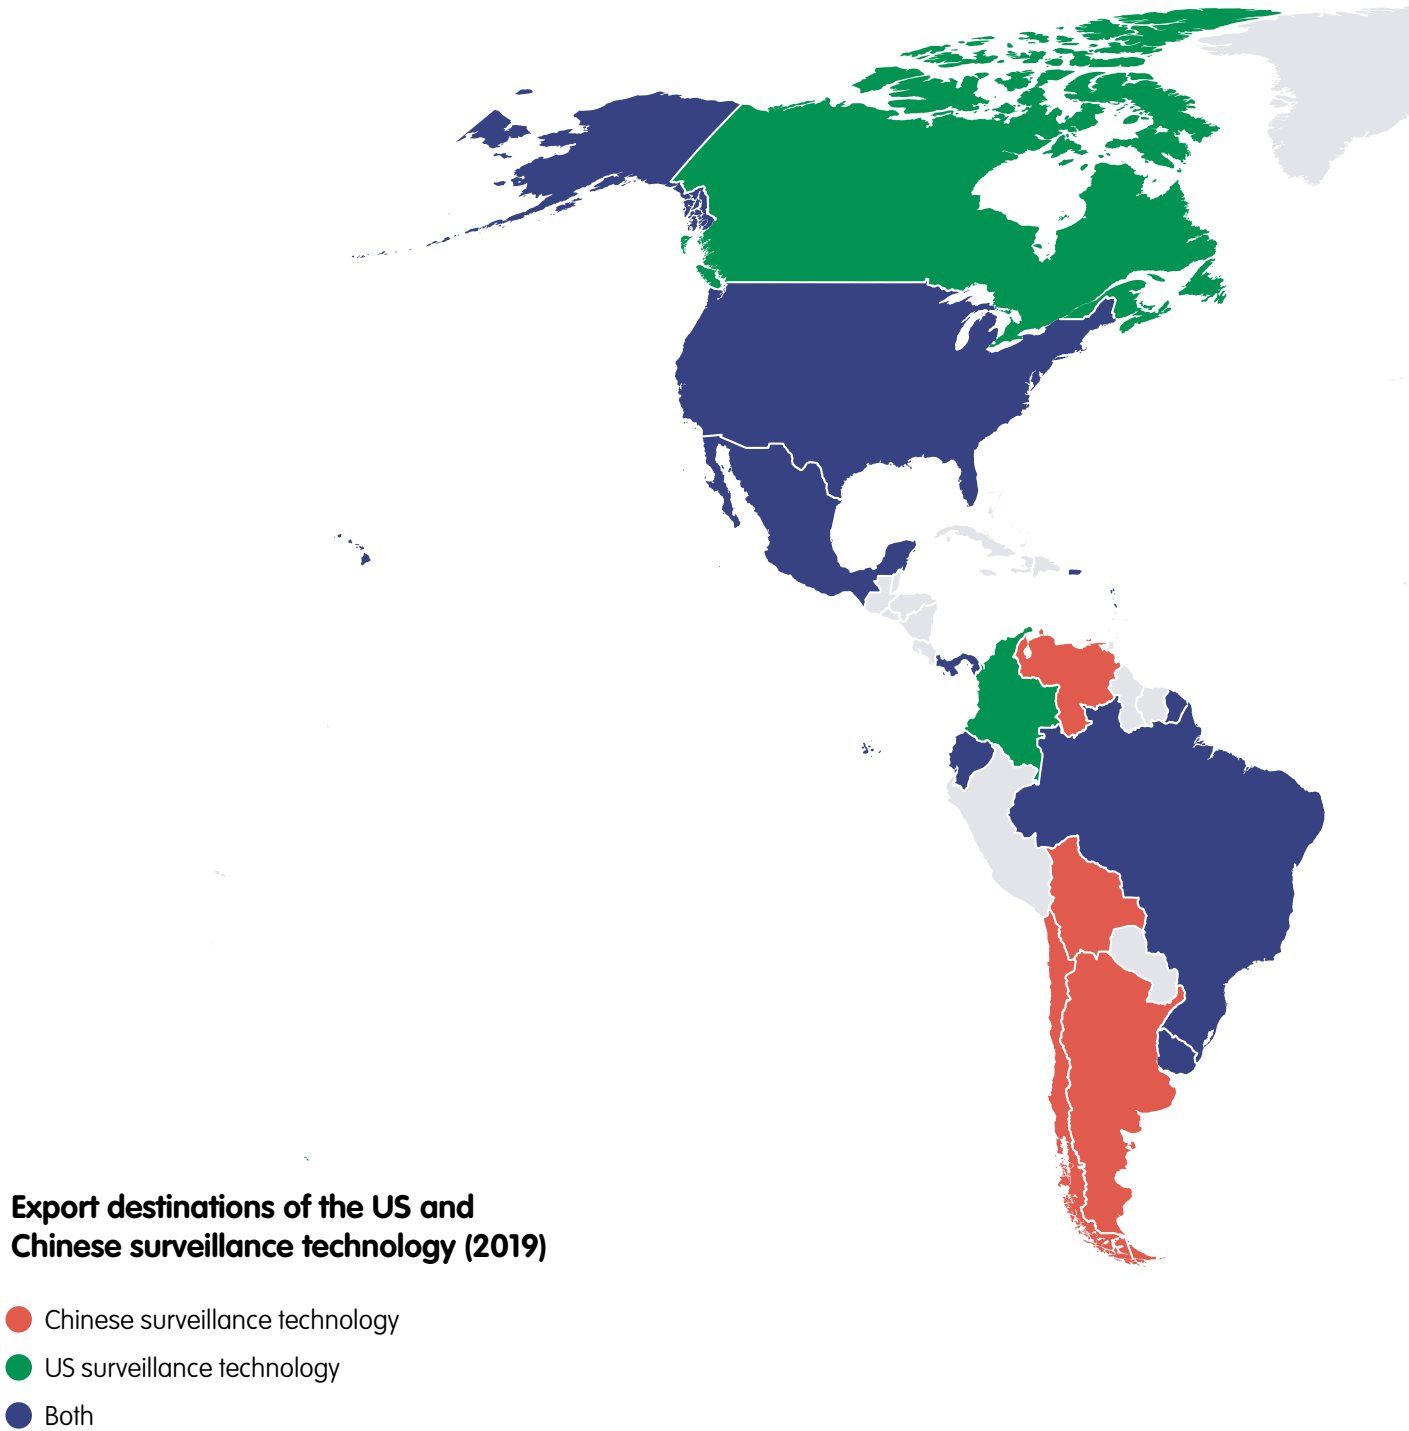 Export destinations of the US and
Chinese surveillance technology (2019)
Chinese surveillance technology
US surveillance technology
Both